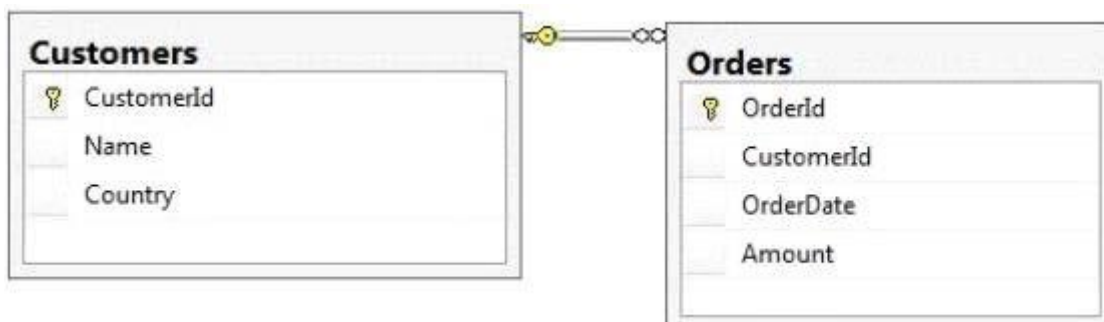 Customers
CustomerId
Name
Country
Orders
OrderId
CustomerId
OrderDate
Amount